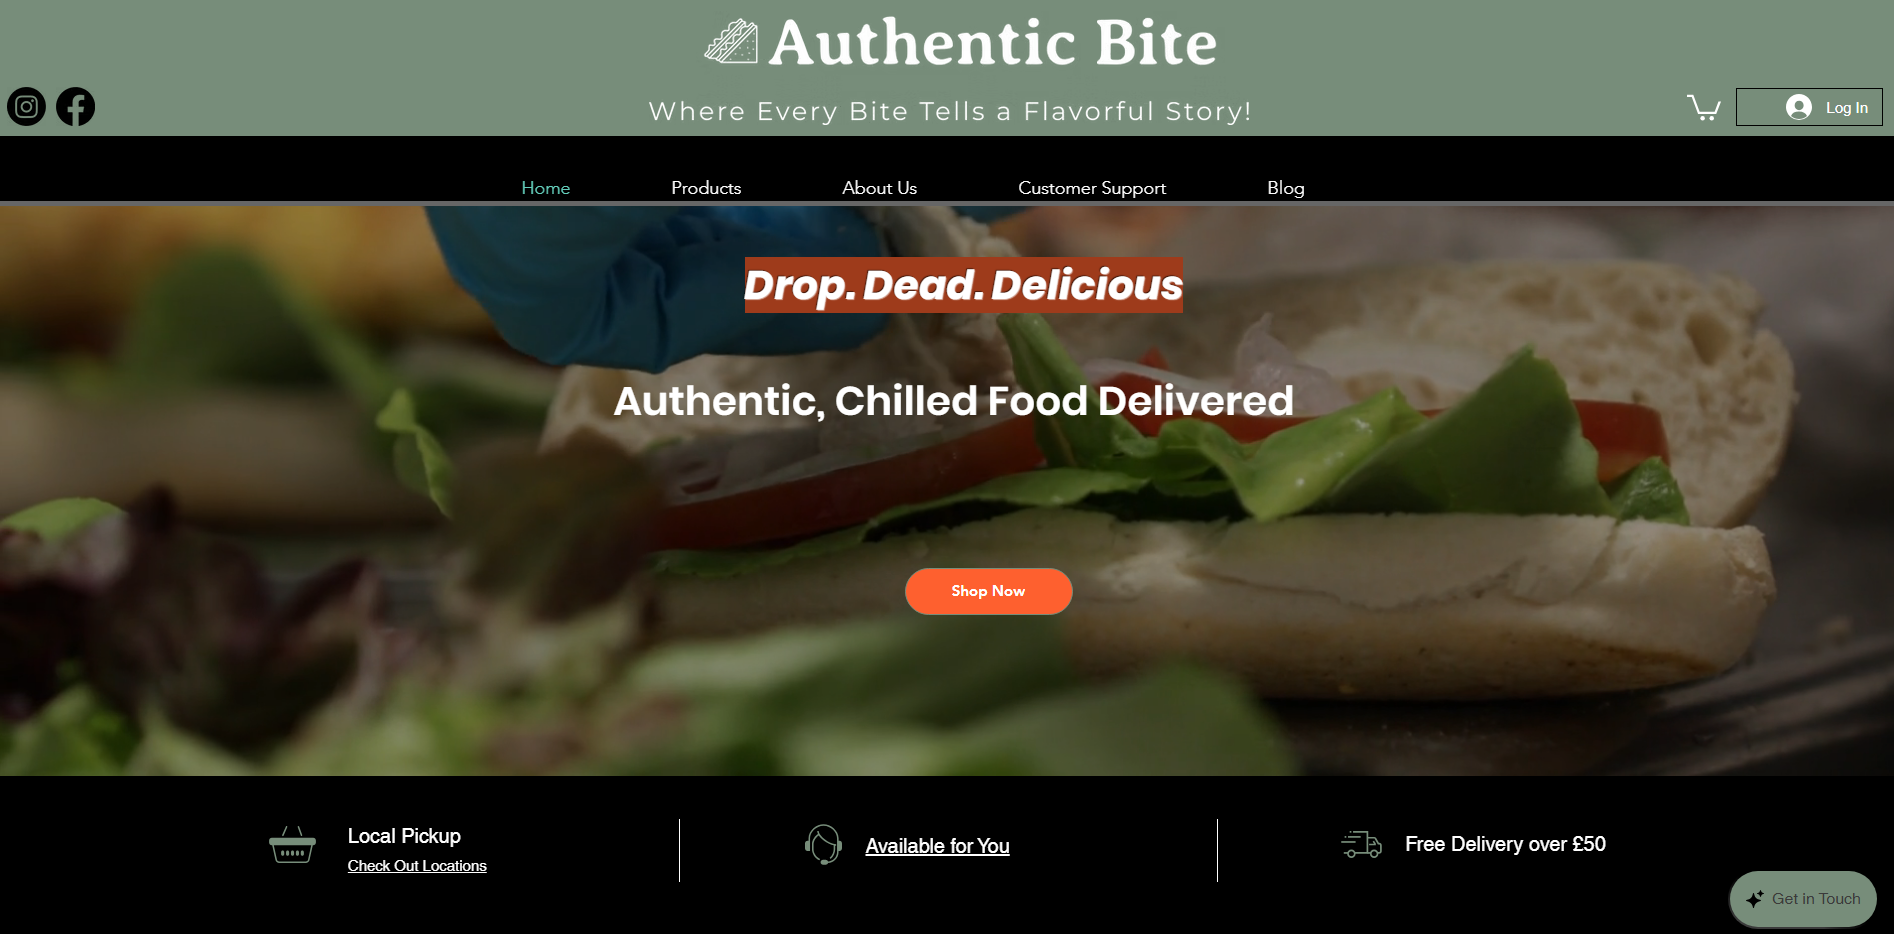 Authentic Bite
Where Every Bite Tells a Flavorful Story!
Log In
Home
Products
About Us
Customer Support
Blog
Drop. Dead. Delicious
Authentic, Chilled Food Delivered
Shop Now
Local Pickup
Check Out Locations
Available for You
Free Delivery over £50
Get in Touch